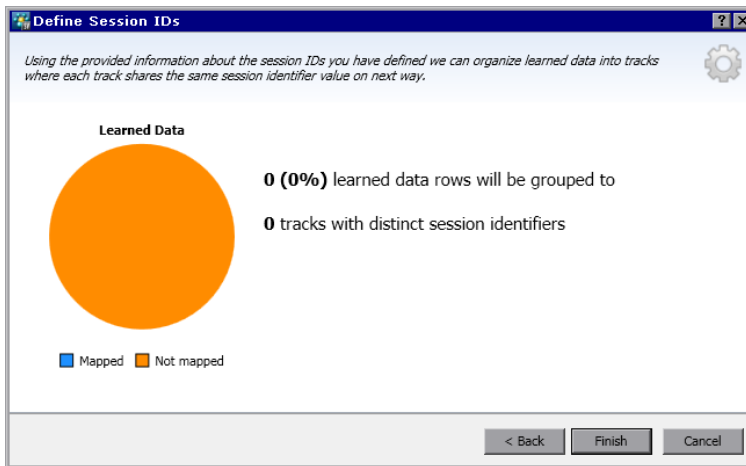 Define Session IDs
Using the provided information about the session IDs you have defined we can organize learned data into tracks
where each track shares the same session identifier value on next way.
Learned Data
0 (0%) learned data rows will be grouped to
0 tracks with distinct session identifiers
Mapped Not mapped
< Back Finish Cancel